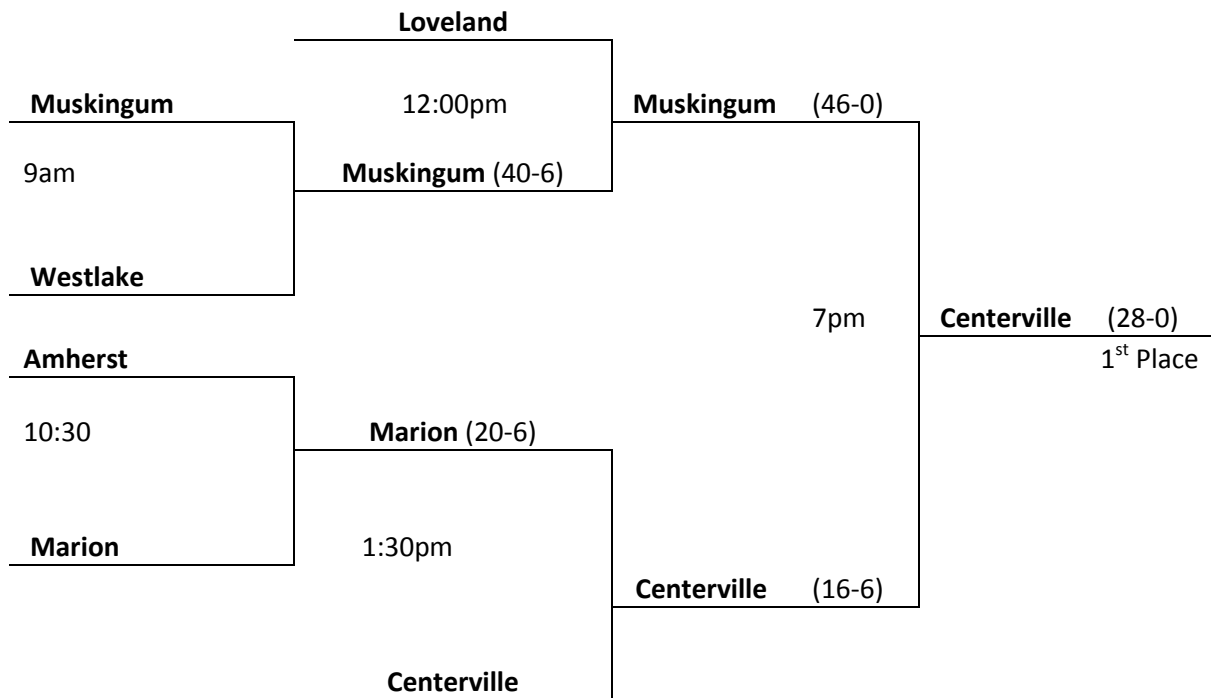 Loveland
Muskingum
12:00pm
Muskingum (46-0)
9am
Muskingum (40-6)
Westlake
7pm
Centerville (28-0)
Amherst
1st Place
10:30
Marion (20-6)
Marion
1:30pm
Centerville (16-6)
Centerville